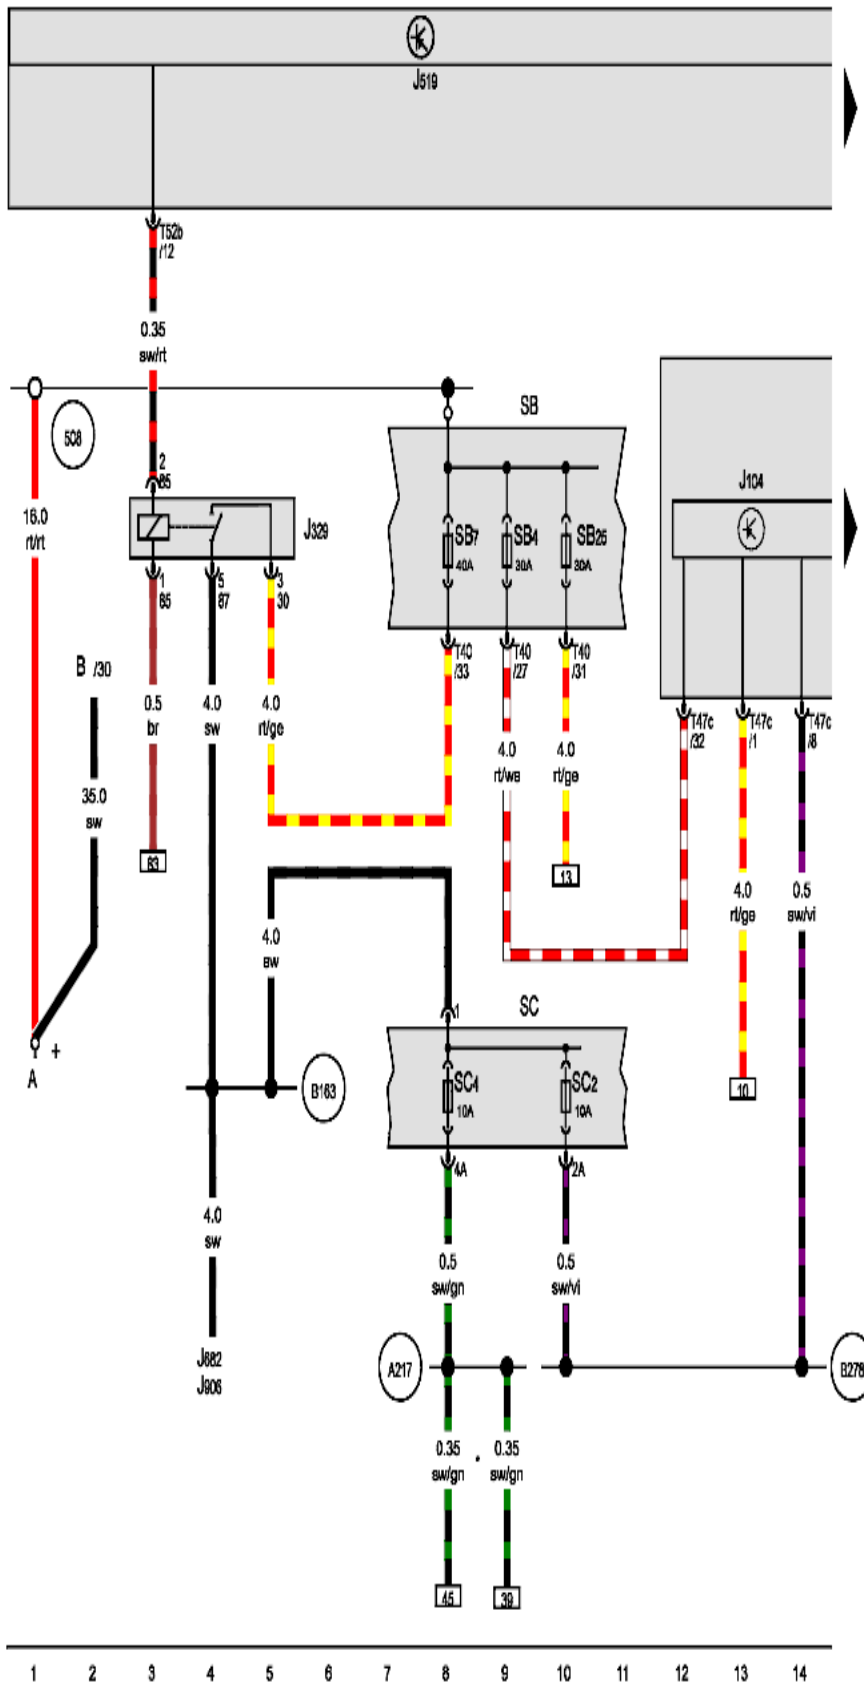 J519
T52b
/12
0.35
sw/rt
508
SB
2
85
16.0
rt/rt
J329
SB7
40A
SB4
30A
SB25
30A
J104
1
85
5
87
3
30
T40
/33
T40
/27
T40
/31
B /30
0.5
br
4.0
sw
4.0
rt/ge
T47c
/32
T47c
/1
T47c
/8
4.0
rt/ws
4.0
rt/ge
35.0
sw
83
13
4.0
rt/ge
0.5
sw/vi
4.0
sw
1
SC
A
+
B163
SC4
10A
SC2
10A
10
4A
2A
4.0
sw
0.5
sw/gn
0.5
sw/vi
J682
J906
A217
B278
0.35
sw/gn
*
0.35
sw/gn
45
39
1 2 3 4 5 6 7 8 9 10 11 12 13 14